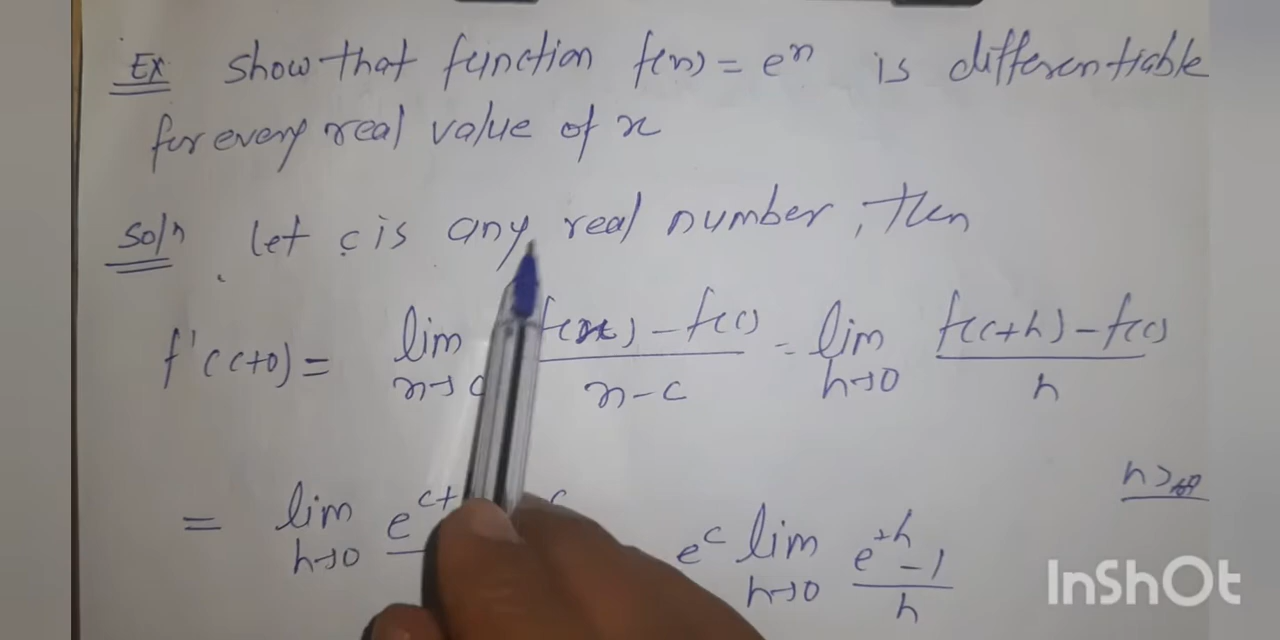 Ex Show that function f(x) = e^x is differentiable
for every real value of x
Soln Let c is any real number, then
f'(c+0) = lim x→c f(x) - f(c) / x-c = lim h→0 f(c+h) - f(c) / h
h>0
= lim h→0 e^c+ e^c lim h→0 e^+h - 1 / h
InShOt